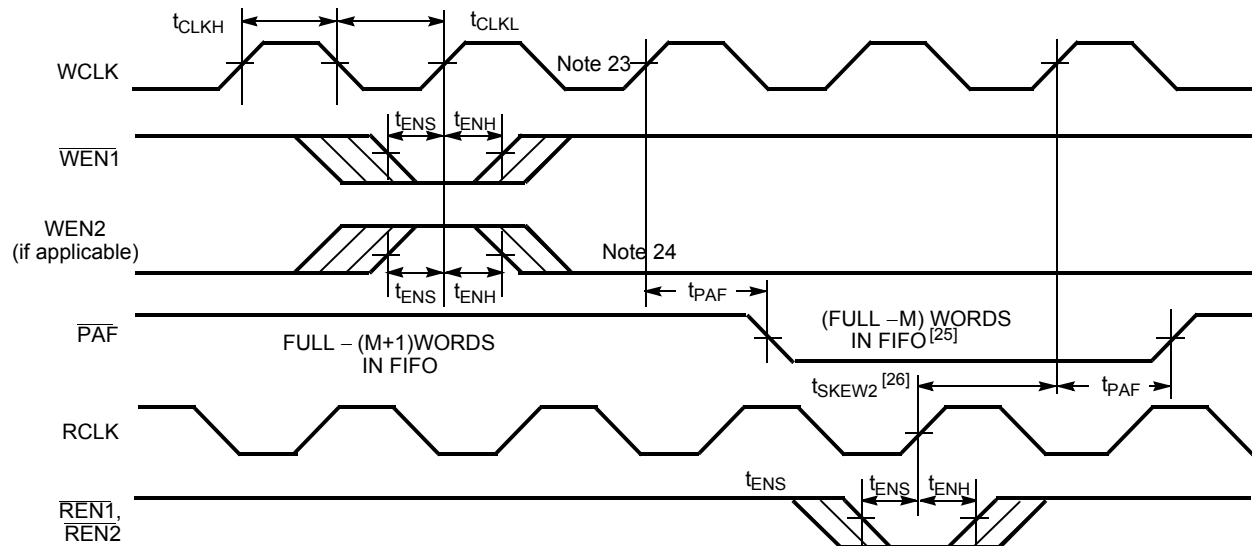 tCLKH
tCLKL
WCLK
Note 23
tENS
tENH
WEN1
WEN2
(if applicable)
Note 24
tENS
tENH
tPAF
PAF
FULL – (M+1)WORDS
IN FIFO
(FULL –M) WORDS
IN FIFO[25]
tSKEW2 [26]
tPAF
RCLK
tENS
tENS
tENH
REN1,
REN2